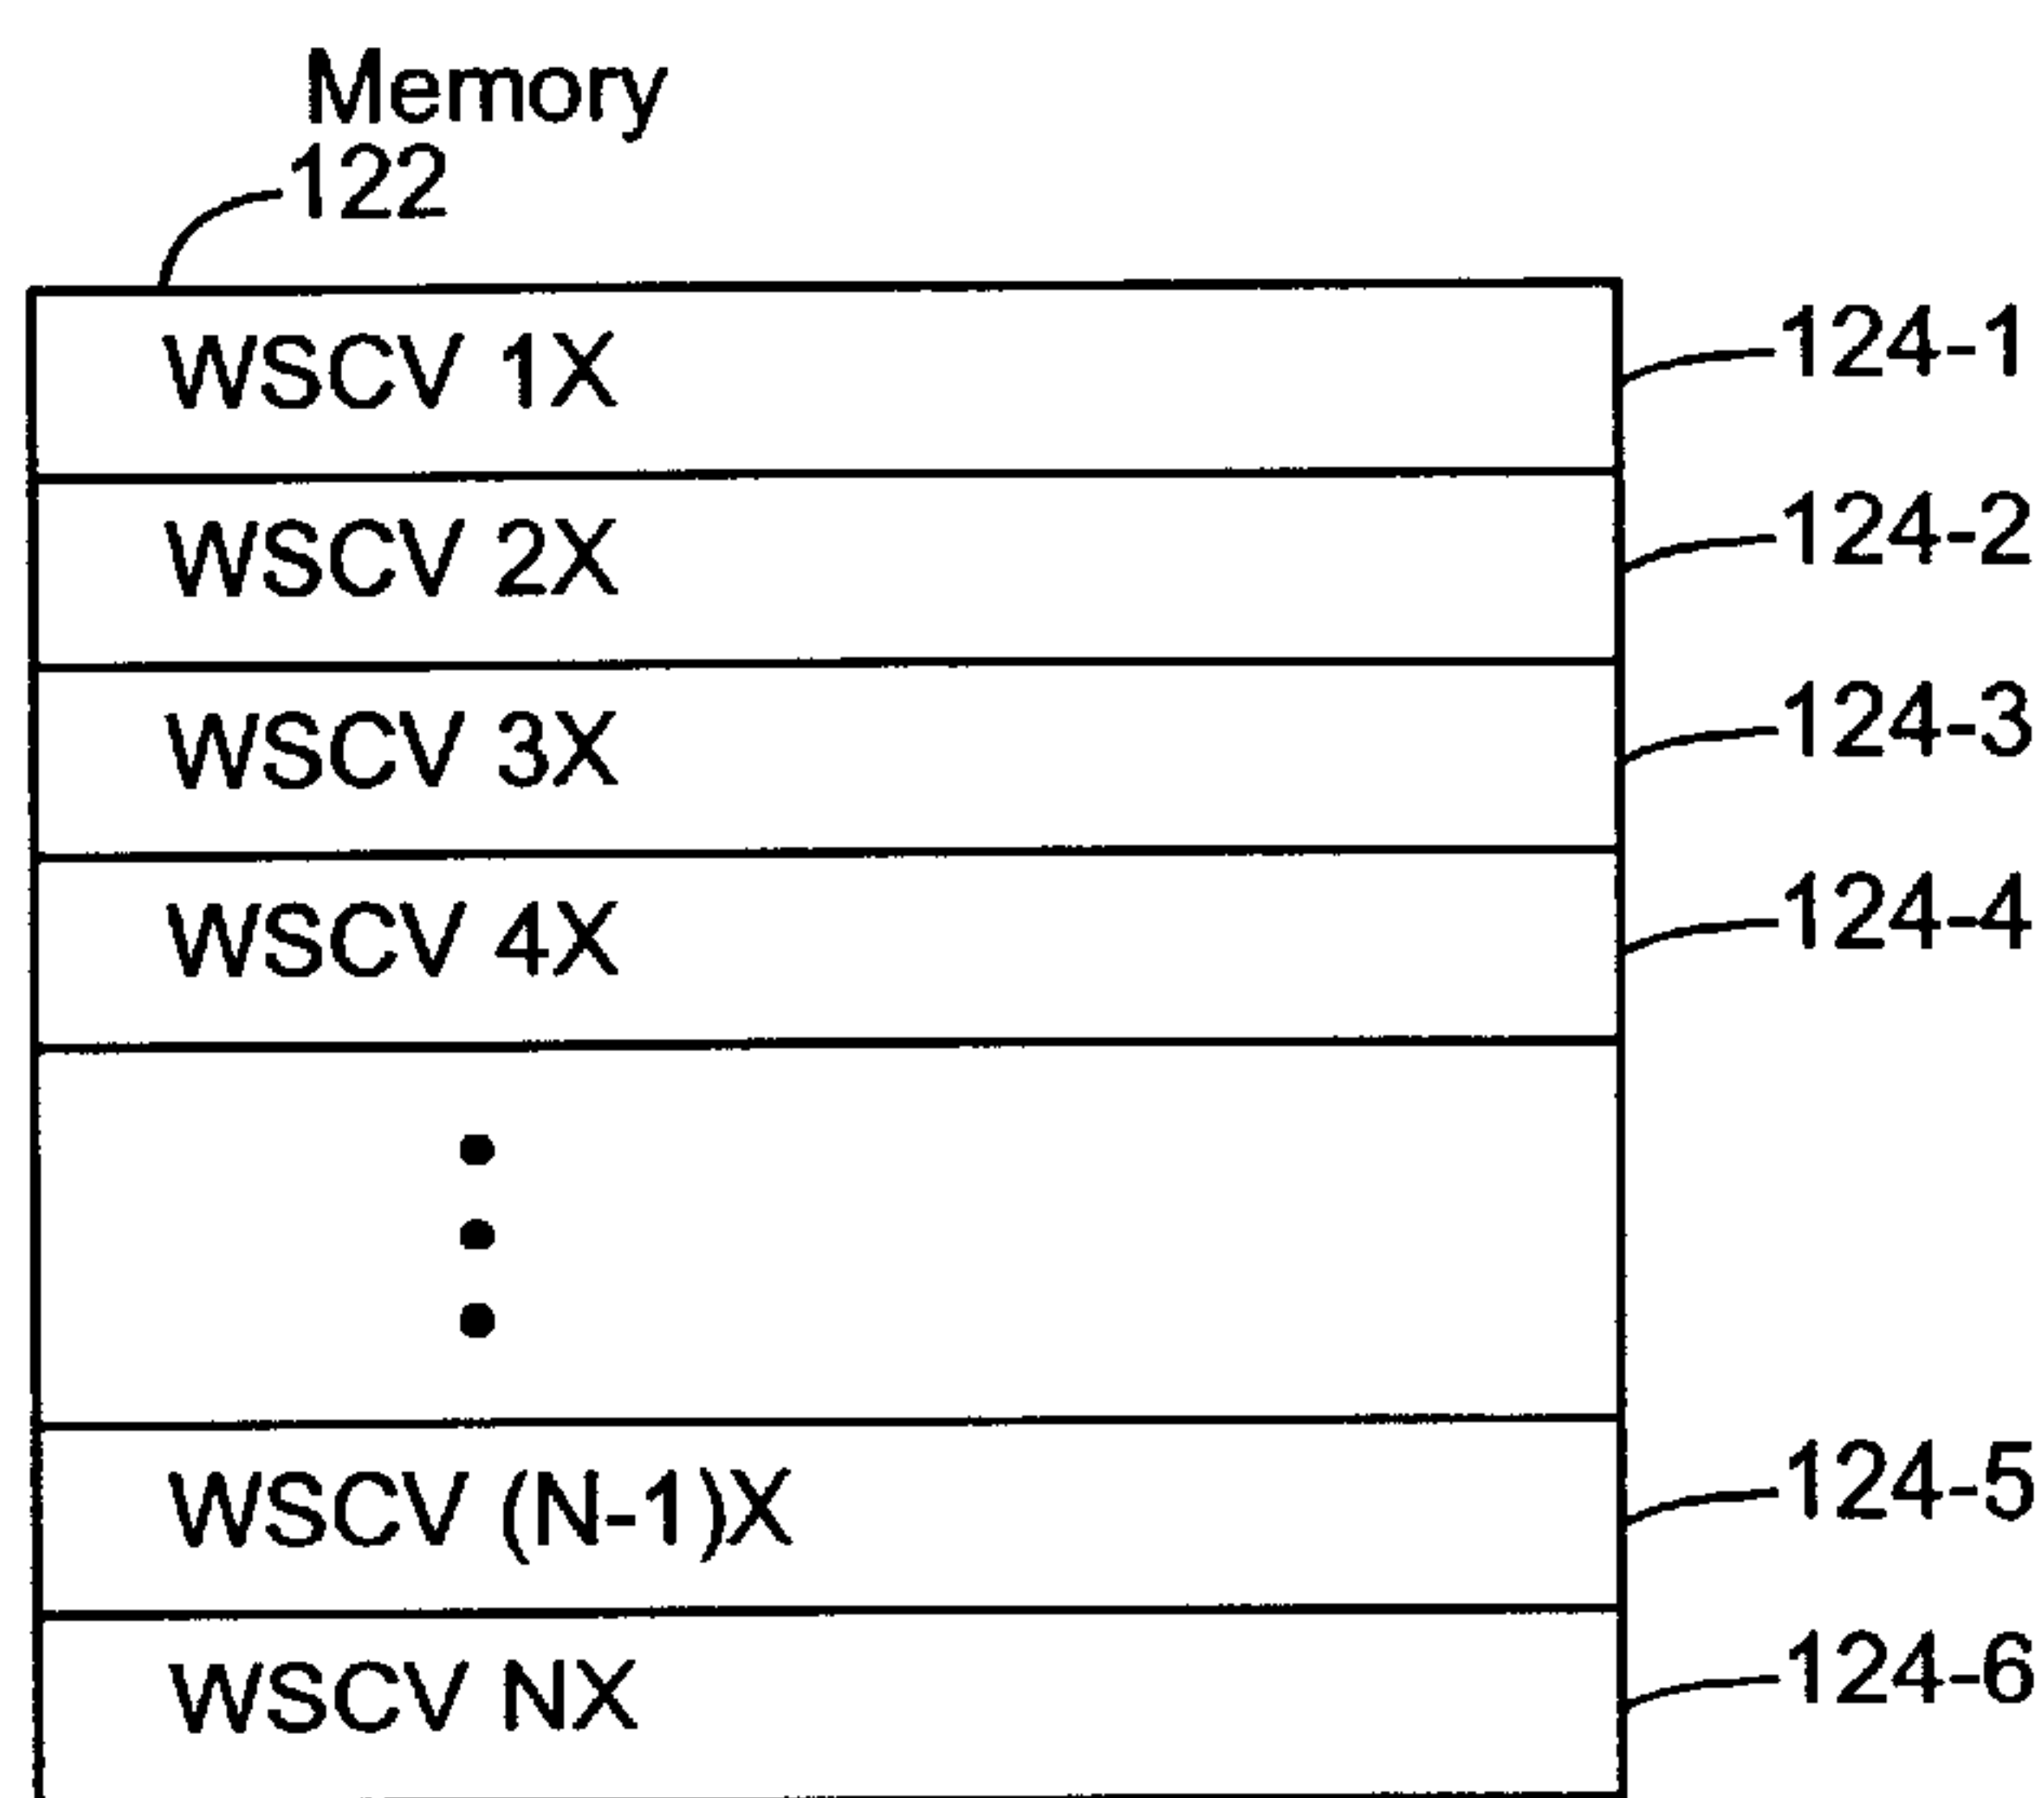 Memory
122
WSCV 1X 124-1
WSCV 2X 124-2
WSCV 3X 124-3
WSCV 4X 124-4
WSCV (N-1)X 124-5
WSCV NX 124-6